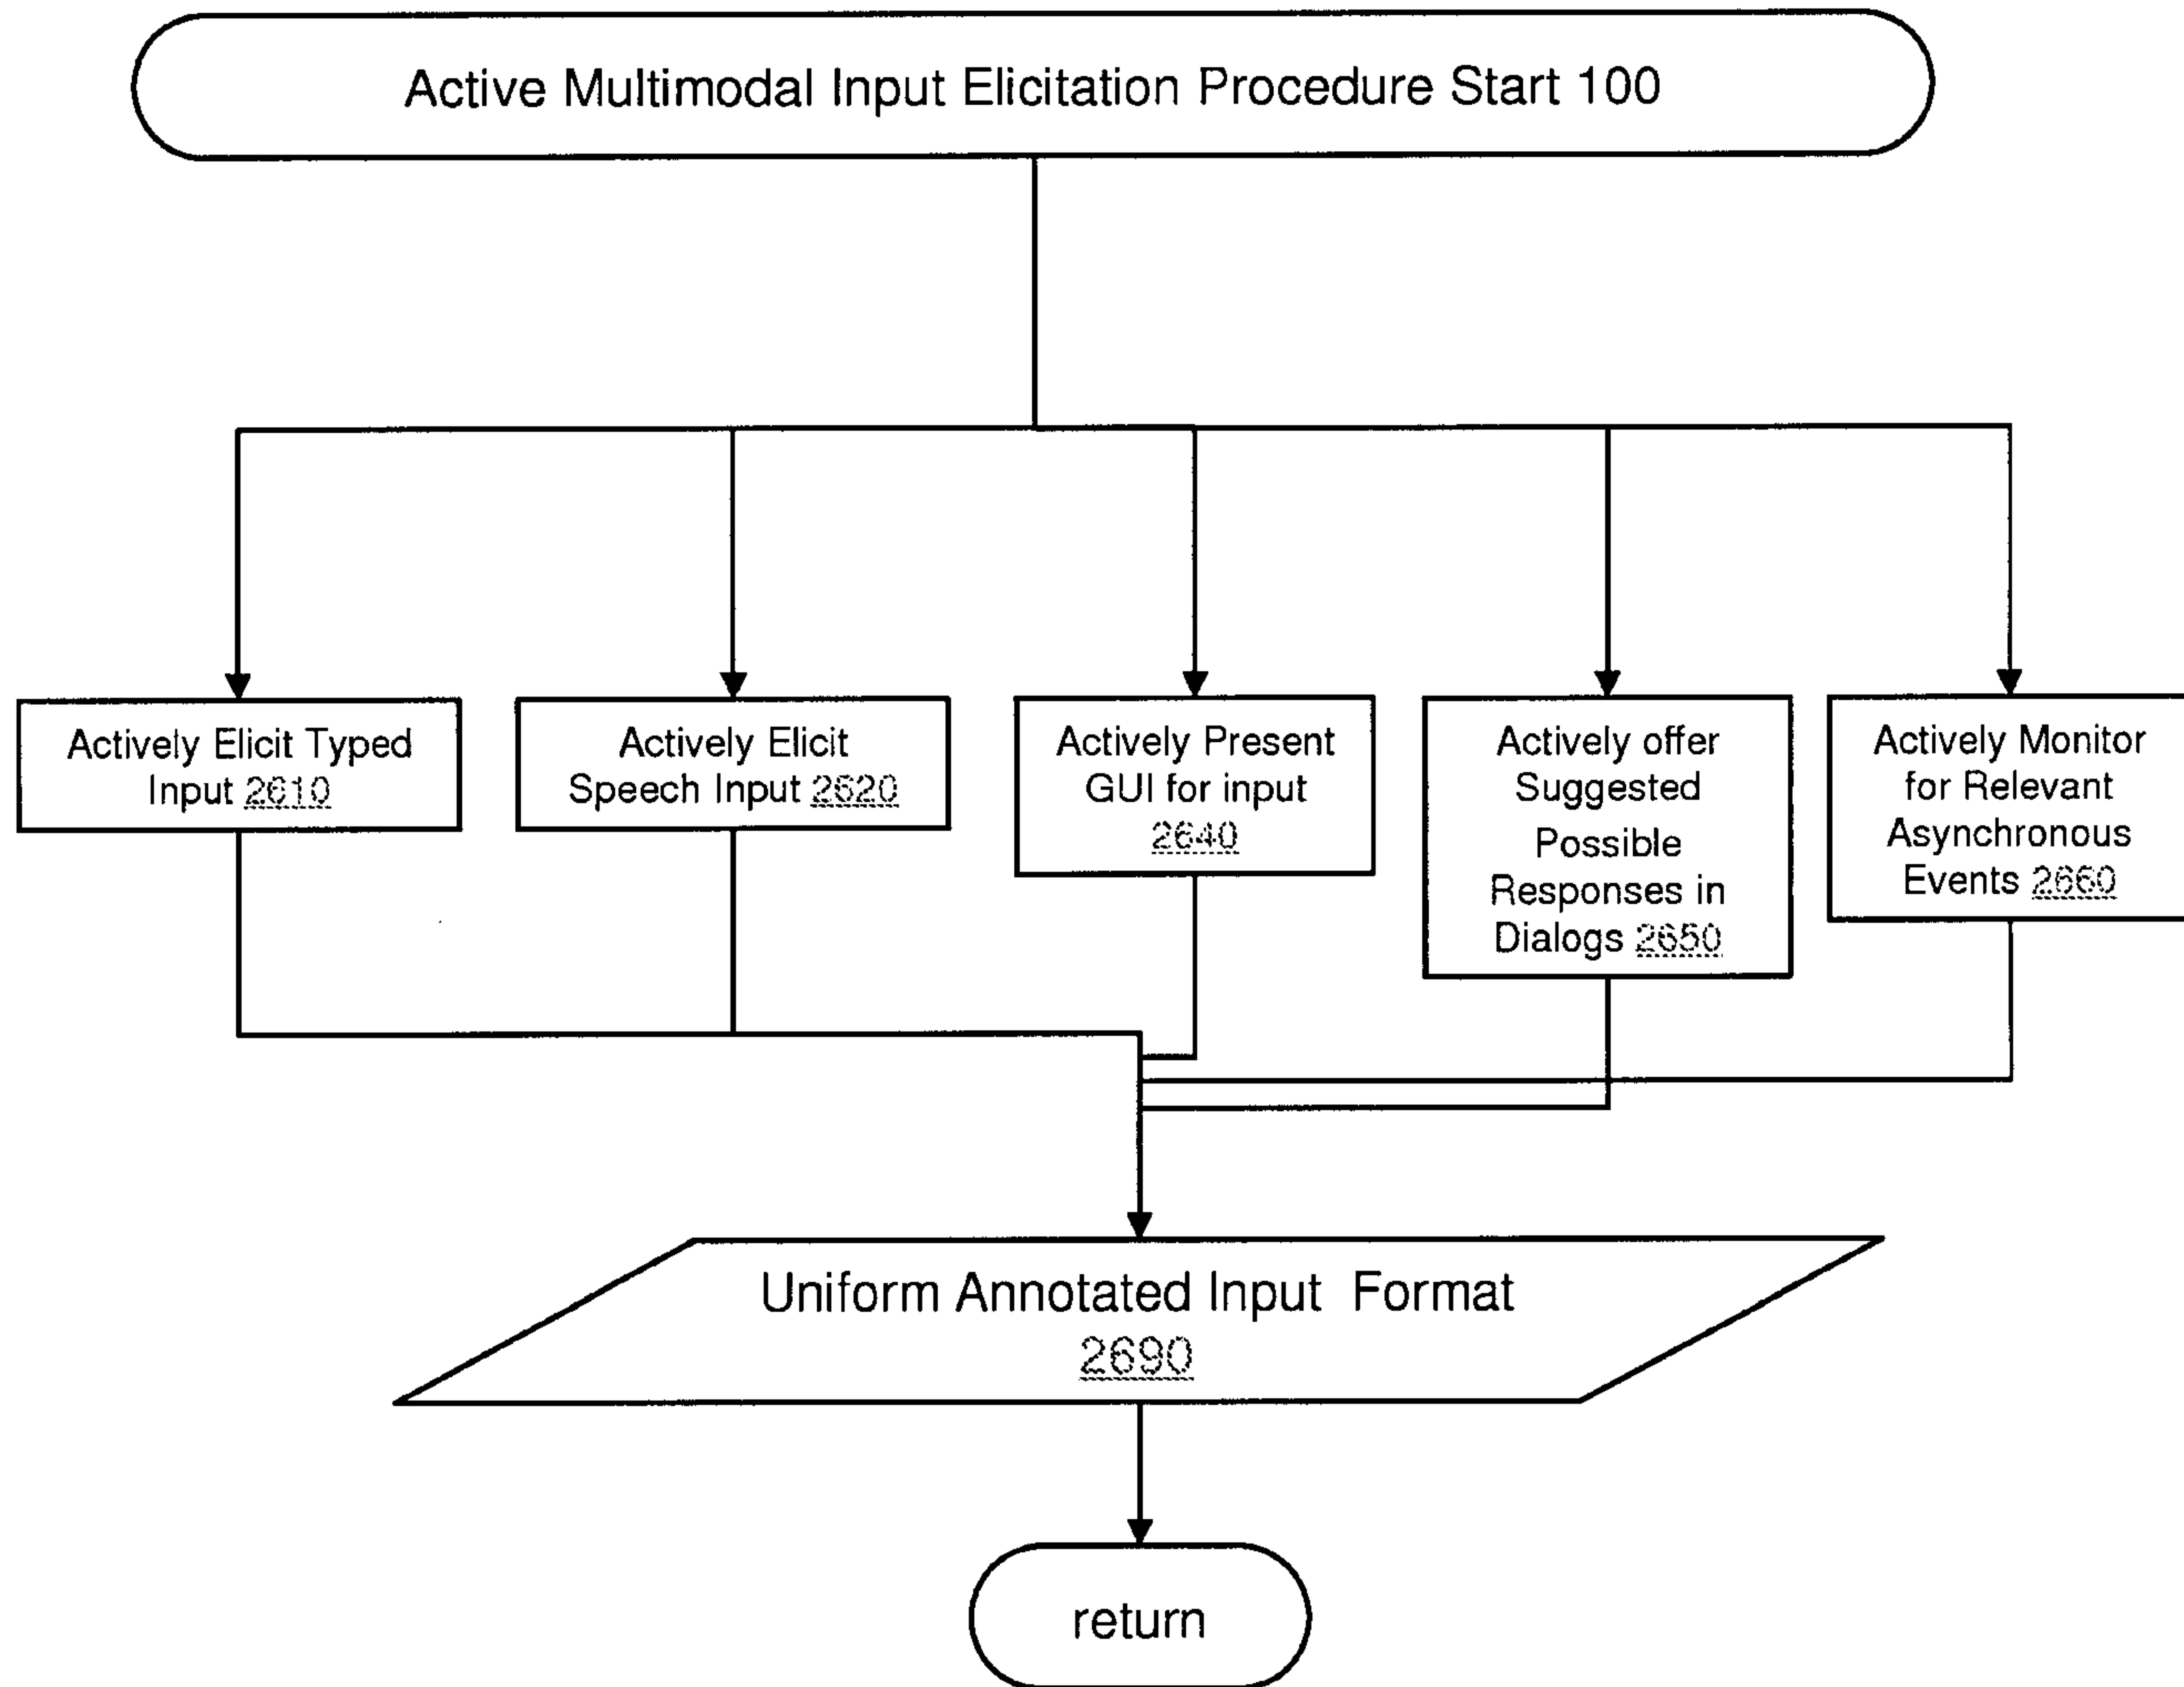 Active Multimodal Input Elicitation Procedure Start 100
Actively Elicit Typed
Input 2610
Actively Elicit
Speech Input 2620
Actively Present
GUI for input
2640
Actively offer
Suggested
Possible
Responses in
Dialogs 2650
Actively Monitor
for Relevant
Asynchronous
Events 2660
Uniform Annotated Input Format
2690
return